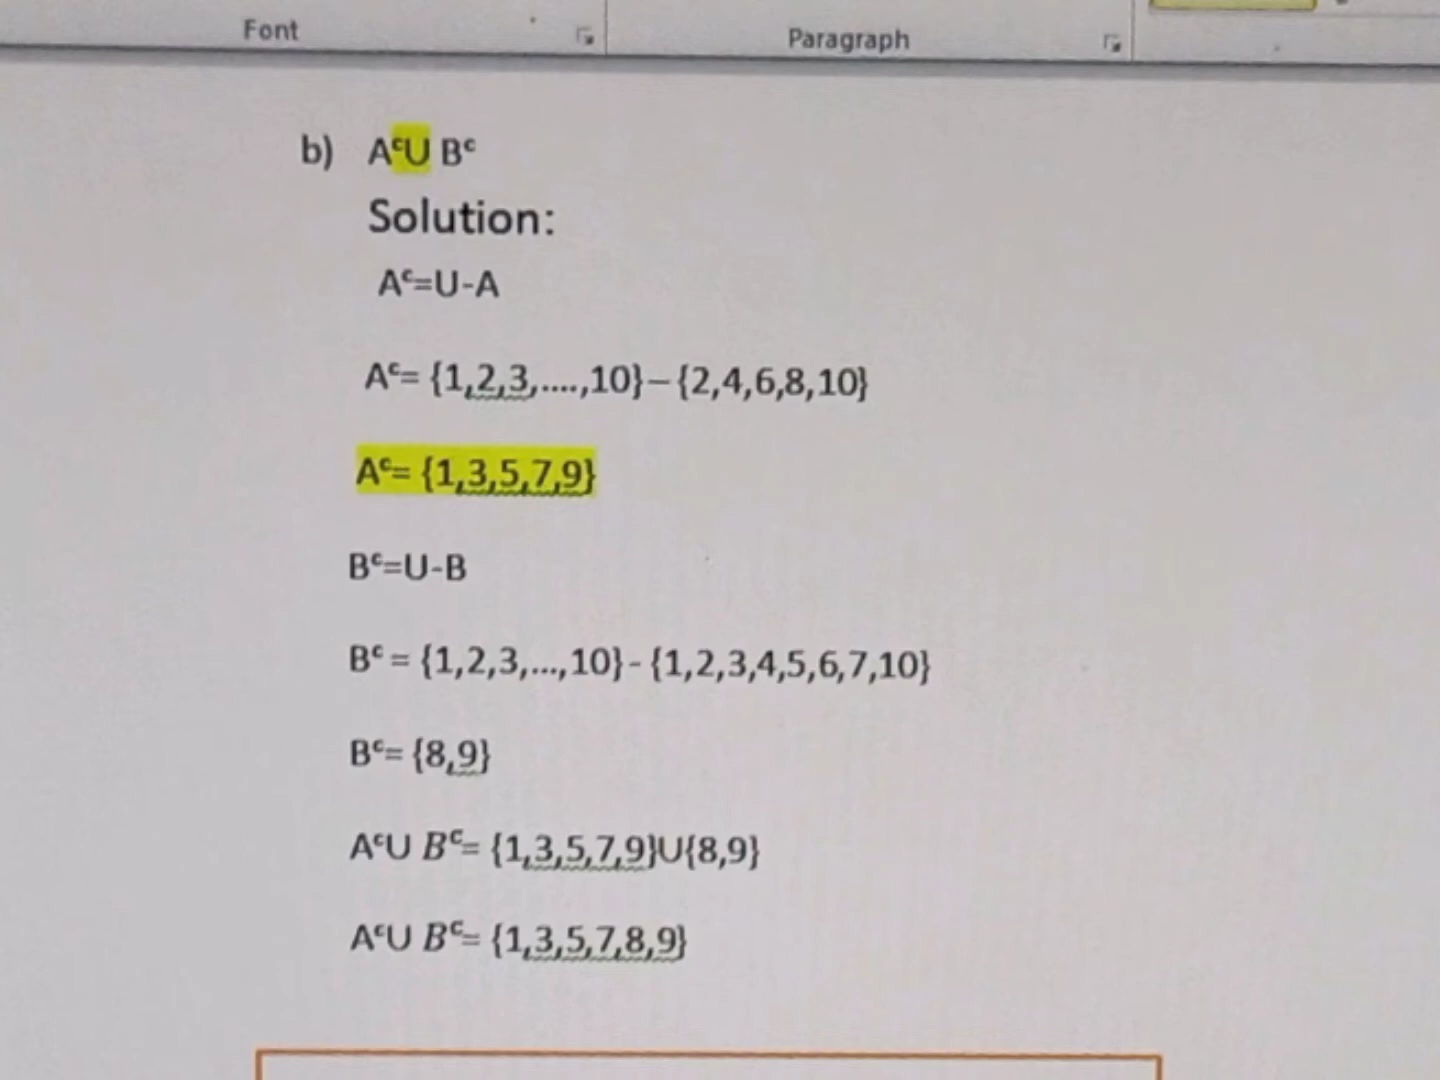 Font Paragraph
b) AᶜU Bᶜ
Solution:
Aᶜ=U-A
Aᶜ= {1,2,3,....,10}–{2,4,6,8,10}
Aᶜ= {1,3,5,7,9}
Bᶜ=U-B
Bᶜ = {1,2,3,...,10}-{1,2,3,4,5,6,7,10}
Bᶜ= {8,9}
AᶜU Bᶜ= {1,3,5,7,9}U{8,9}
AᶜU Bᶜ= {1,3,5,7,8,9}